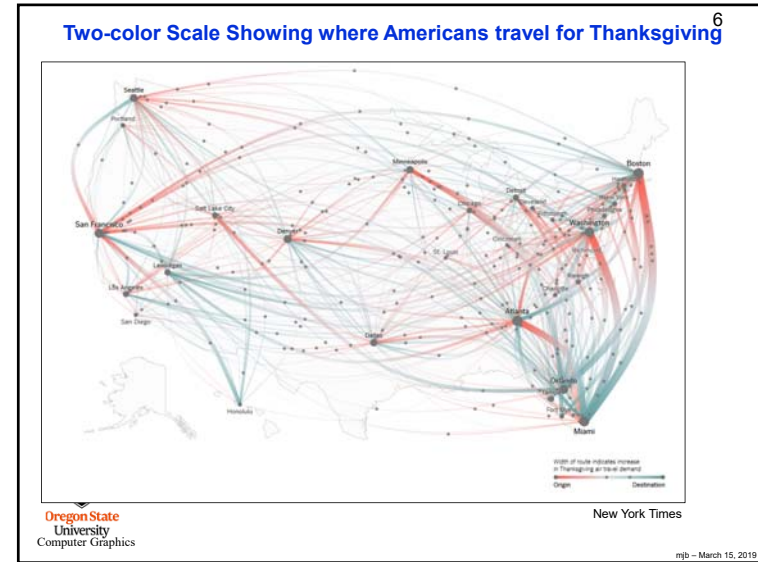 6
Two-color Scale Showing where Americans travel for Thanksgiving
Seattle
Portland
Minneapolis
Boston
Detroit
Cleveland
Chicago
Salt Lake City
San Francisco
Denver
Washington
St. Louis
Cincinnati
Las Vegas
Los Angeles
San Diego
Raleigh
Charlotte
Atlanta
Dallas
Orlando
Honolulu
Miami
Width of route indicates increase
in Thanksgiving air travel demand
Origin
Destination
Oregon State
University
Computer Graphics
New York Times
mjb – March 15, 2019